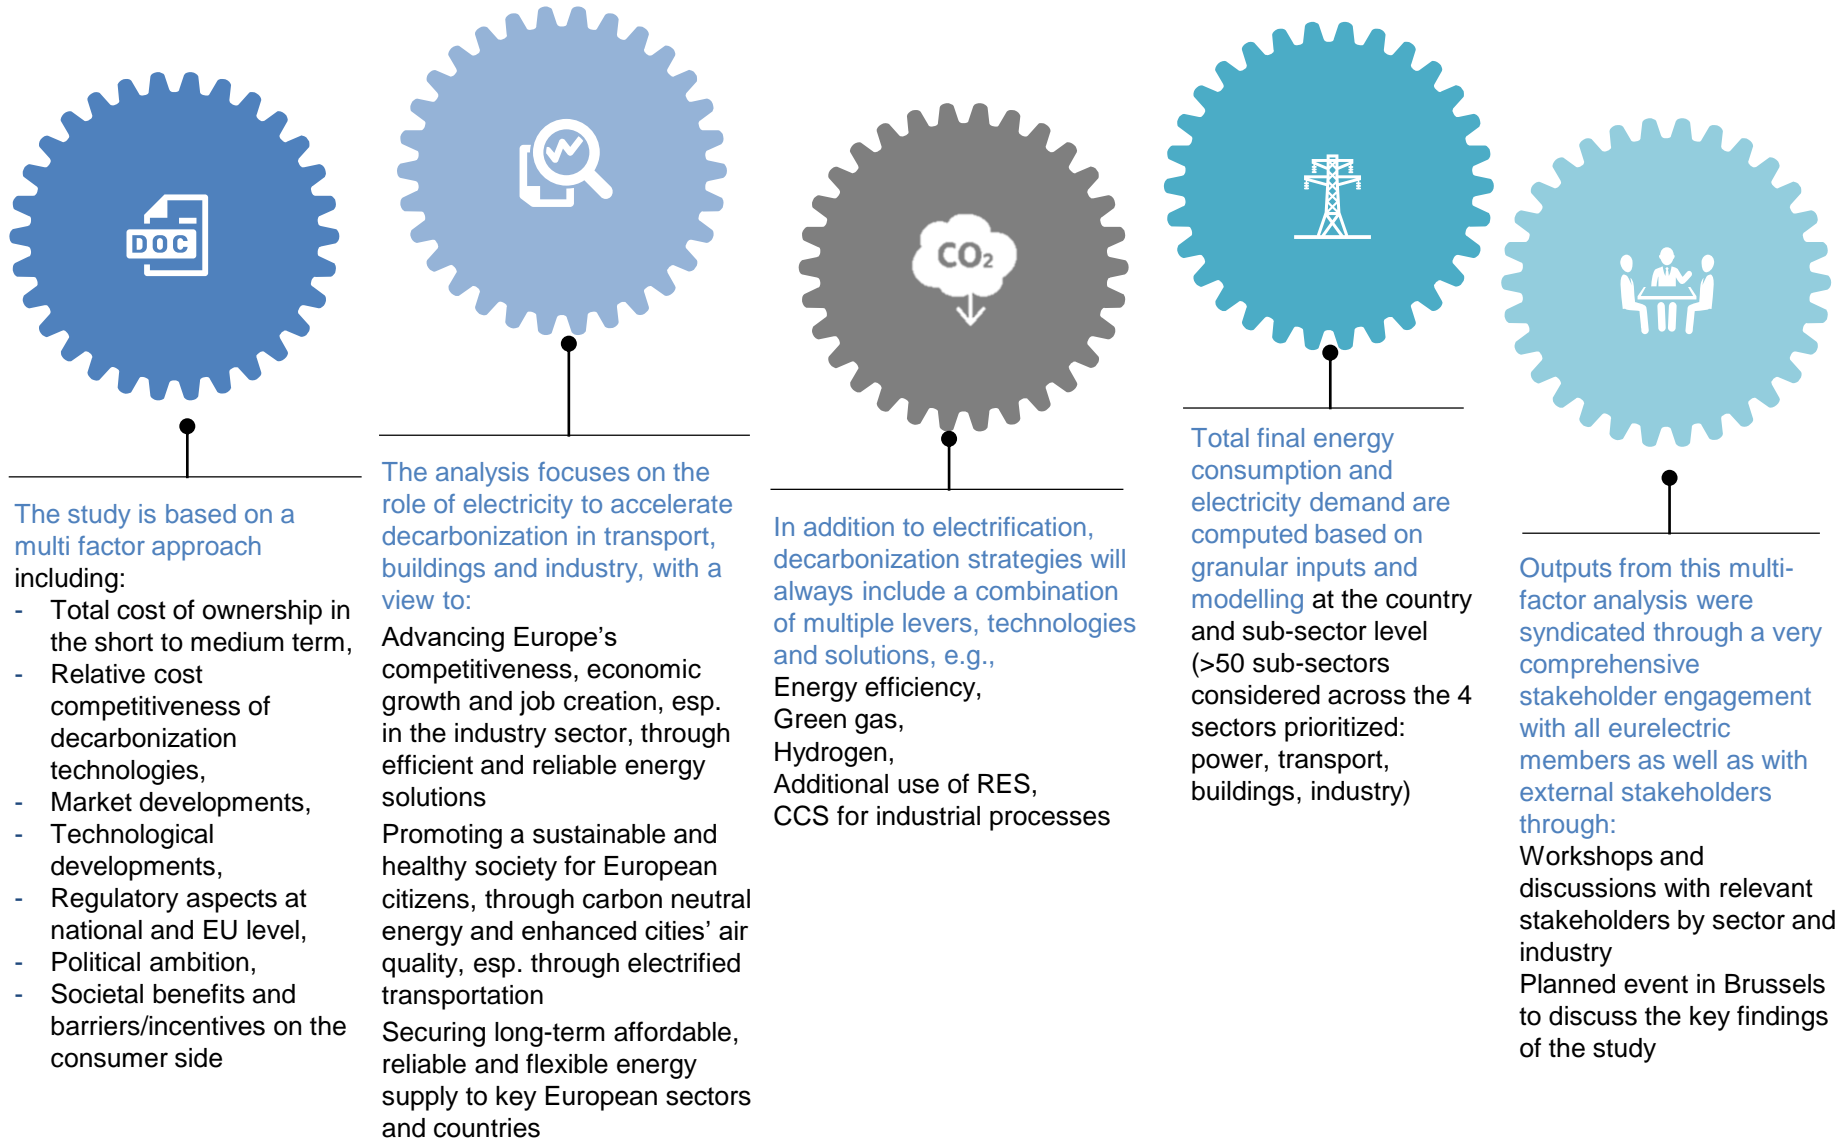 DOC
The study is based on a
multi factor approach
including:
- Total cost of ownership in
the short to medium term,
- Relative cost
competitiveness of
decarbonization
technologies,
- Market developments,
- Technological
developments,
- Regulatory aspects at
national and EU level,
- Political ambition,
- Societal benefits and
barriers/incentives on the
consumer side
The analysis focuses on the
role of electricity to accelerate
decarbonization in transport,
buildings and industry, with a
view to:
Advancing Europe’s
competitiveness, economic
growth and job creation, esp.
in the industry sector, through
efficient and reliable energy
solutions
Promoting a sustainable and
healthy society for European
citizens, through carbon neutral
energy and enhanced cities’ air
quality, esp. through electrified
transportation
Securing long-term affordable,
reliable and flexible energy
supply to key European sectors
and countries
CO₂
In addition to electrification,
decarbonization strategies will
always include a combination
of multiple levers, technologies
and solutions, e.g.,
Energy efficiency,
Green gas,
Hydrogen,
Additional use of RES,
CCS for industrial processes
Total final energy
consumption and
electricity demand are
computed based on
granular inputs and
modelling at the country
and sub-sector level
(>50 sub-sectors
considered across the 4
sectors prioritized:
power, transport,
buildings, industry)
Outputs from this multi-
factor analysis were
syndicated through a very
comprehensive
stakeholder engagement
with all eurelectric
members as well as with
external stakeholders
through:
Workshops and
discussions with relevant
stakeholders by sector and
industry
Planned event in Brussels
to discuss the key findings
of the study